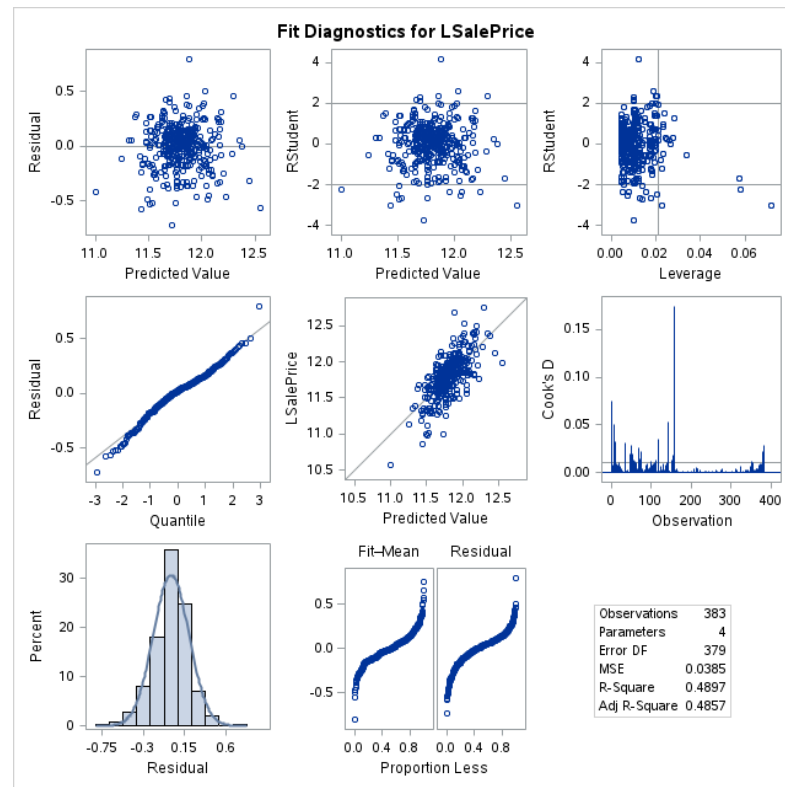 Fit Diagnostics for LSalePrice
0.5
0.0
-0.5
Residual
11.0 11.5 12.0 12.5
Predicted Value
4
2
0
-2
-4
RStudent
11.0 11.5 12.0 12.5
Predicted Value
4
2
0
-2
-4
RStudent
0.00 0.02 0.04 0.06
Leverage
0.5
0.0
-0.5
Residual
-3 -2 -1 0 1 2 3
Quantile
12.5
12.0
11.5
11.0
10.5
LSalePrice
10.5 11.0 11.5 12.0 12.5
Predicted Value
0.15
0.10
0.05
0.00
Cook's D
0 100 200 300 400
Observation
30
20
10
0
Percent
-0.75 -0.3 0.15 0.6
Residual
Fit–Mean Residual
0.5
0.0
-0.5
0.0 0.4 0.8 0.0 0.4 0.8
Proportion Less
Observations 383
Parameters 4
Error DF 379
MSE 0.0385
R-Square 0.4897
Adj R-Square 0.4857